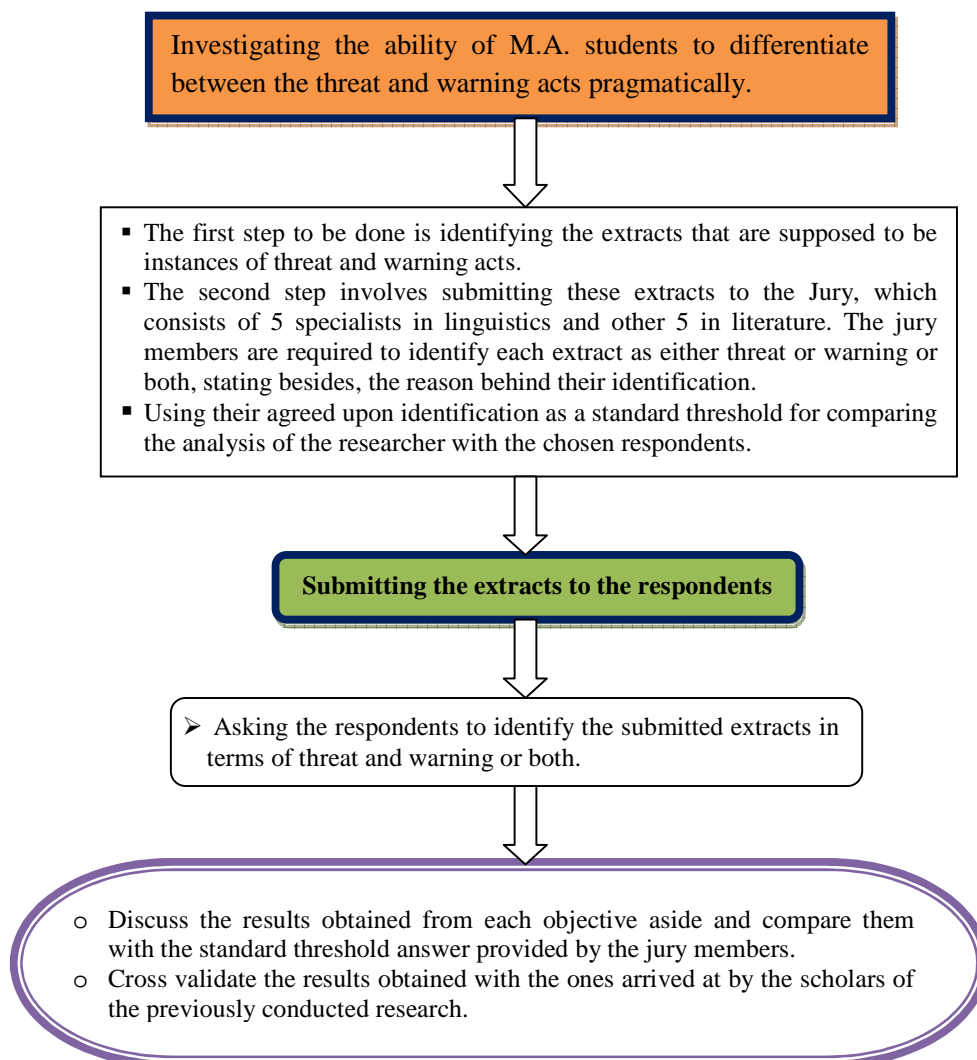 Investigating the ability of M.A. students to differentiate
between the threat and warning acts pragmatically.
▪ The first step to be done is identifying the extracts that are supposed to be
instances of threat and warning acts.
▪ The second step involves submitting these extracts to the Jury, which
consists of 5 specialists in linguistics and other 5 in literature. The jury
members are required to identify each extract as either threat or warning or
both, stating besides, the reason behind their identification.
▪ Using their agreed upon identification as a standard threshold for comparing
the analysis of the researcher with the chosen respondents.
Submitting the extracts to the respondents
➢ Asking the respondents to identify the submitted extracts in
terms of threat and warning or both.
o Discuss the results obtained from each objective aside and compare them
with the standard threshold answer provided by the jury members.
o Cross validate the results obtained with the ones arrived at by the scholars of
the previously conducted research.